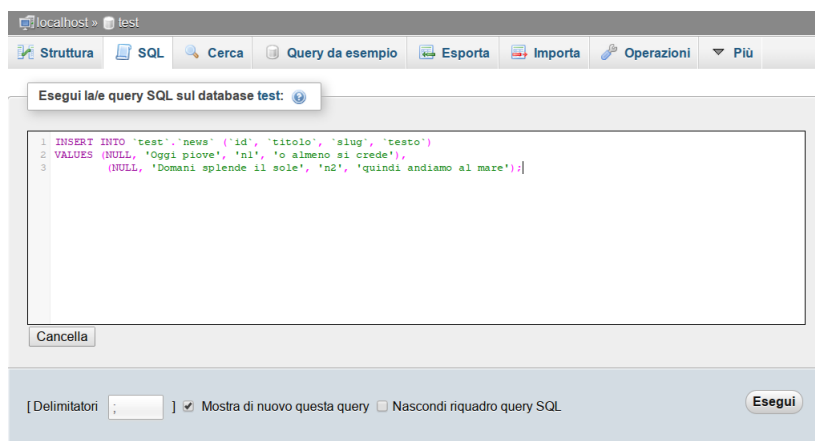 localhost » test
Struttura SQL Cerca Query da esempio Esporta Importa Operazioni Più
Esegui la/e query SQL sul database test:
1 INSERT INTO `test`.`news` (`id`, `titolo`, `slug`, `testo`)
2 VALUES (NULL, 'Oggi piove', 'n1', 'o almeno si crede'),
3 (NULL, 'Domani splende il sole', 'n2', 'quindi andiamo al mare');
Cancella
[ Delimitatori ; ] Mostra di nuovo questa query Nascondi riquadro query SQL Esegui